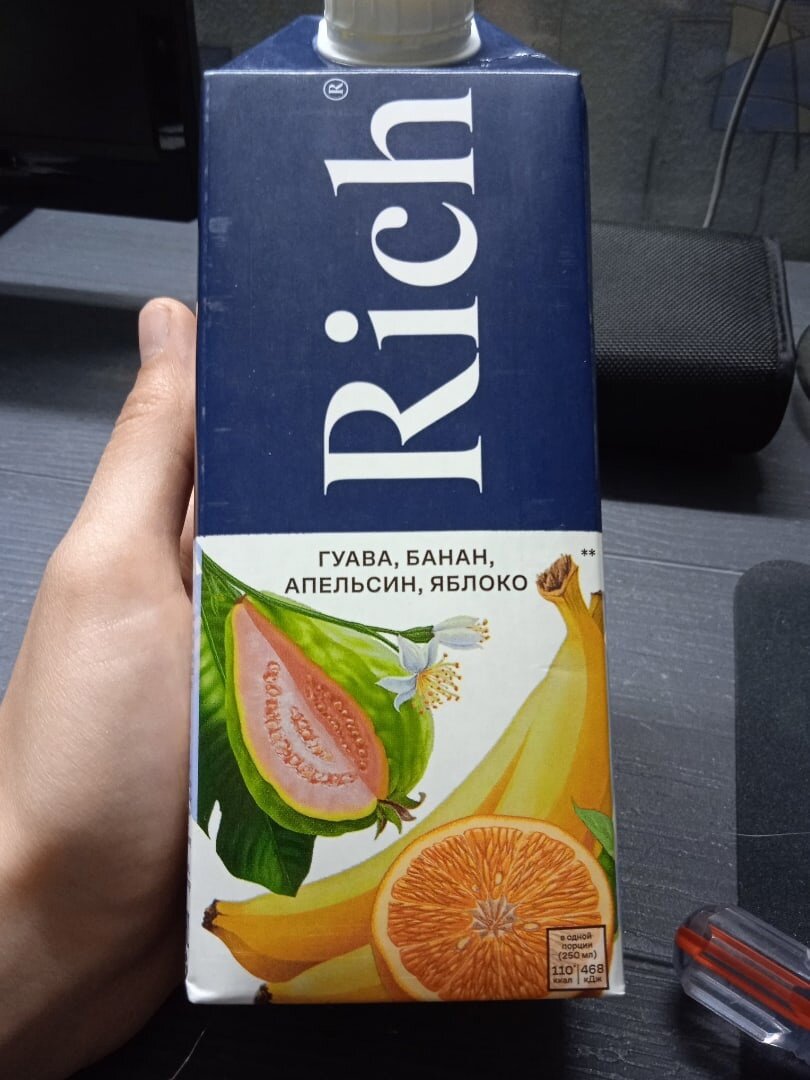 Rich®
ГУАВА, БАНАН,
АПЕЛЬСИН, ЯБЛОКО
**
в одной
порции
(250 мл)
110* 468
ккал кДж